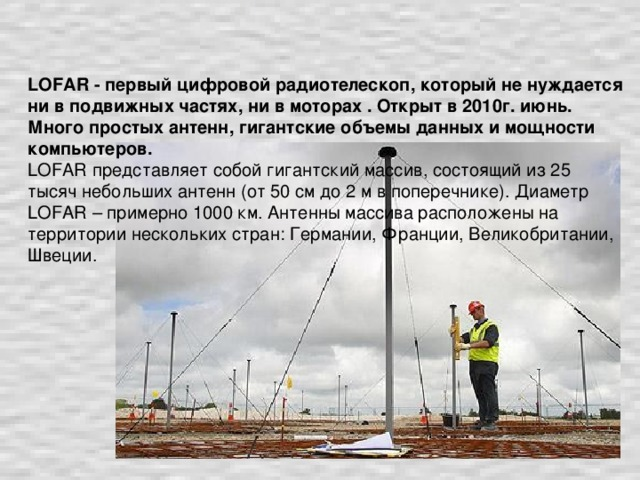 LOFAR - первый цифровой радиотелескоп, который не нуждается
ни в подвижных частях, ни в моторах . Открыт в 2010г. июнь.
Много простых антенн, гигантские объемы данных и мощности
компьютеров.
LOFAR представляет собой гигантский массив, состоящий из 25
тысяч небольших антенн (от 50 см до 2 м в поперечнике). Диаметр
LOFAR – примерно 1000 км. Антенны массива расположены на
территории нескольких стран: Германии, Франции, Великобритании,
Швеции.